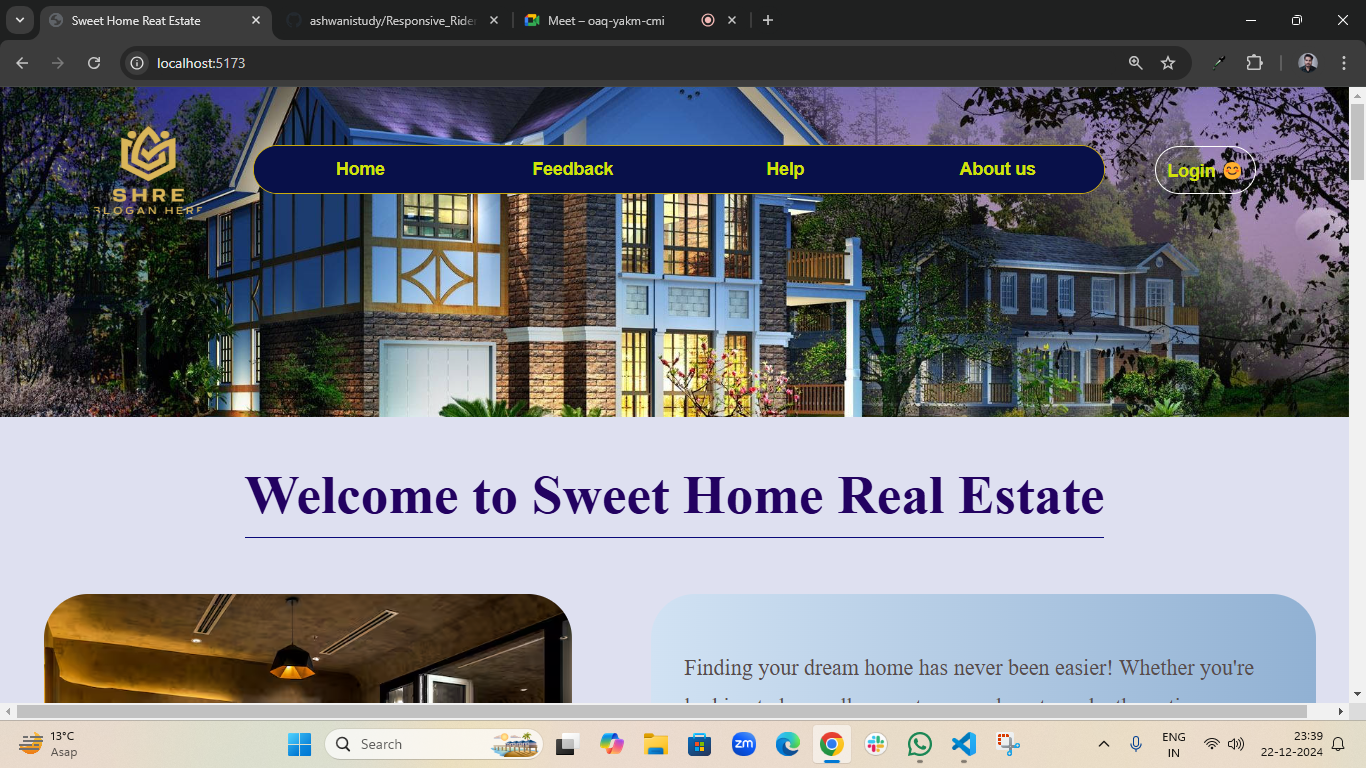 Sweet Home Reat Estate
ashwanistudy/Responsive_Rider
Meet – oaq-yakm-cmi
localhost:5173
SHRE
SLOGAN HERE
Home
Feedback
Help
About us
Login 😊
Welcome to Sweet Home Real Estate
Finding your dream home has never been easier! Whether you're
13°C
Asap
Search
zm
ENG
IN
23:39
22-12-2024